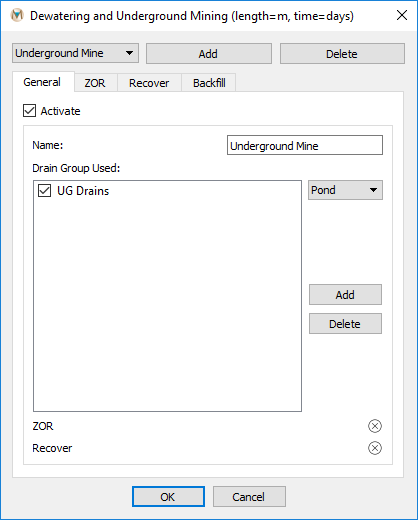 Dewatering and Underground Mining (length=m, time=days)
Underground Mine Add Delete
General ZOR Recover Backfill
Activate
Name: Underground Mine
Drain Group Used:
UG Drains Pond
Add
Delete
ZOR
Recover
OK Cancel